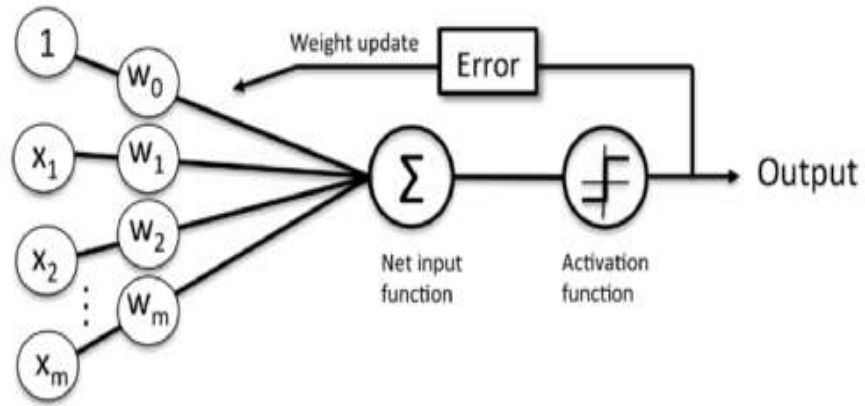 1
w₀
Weight update
Error
x₁
w₁
Σ
Output
x₂
w₂
Net input
function
Activation
function
⋮
wₘ
xₘ